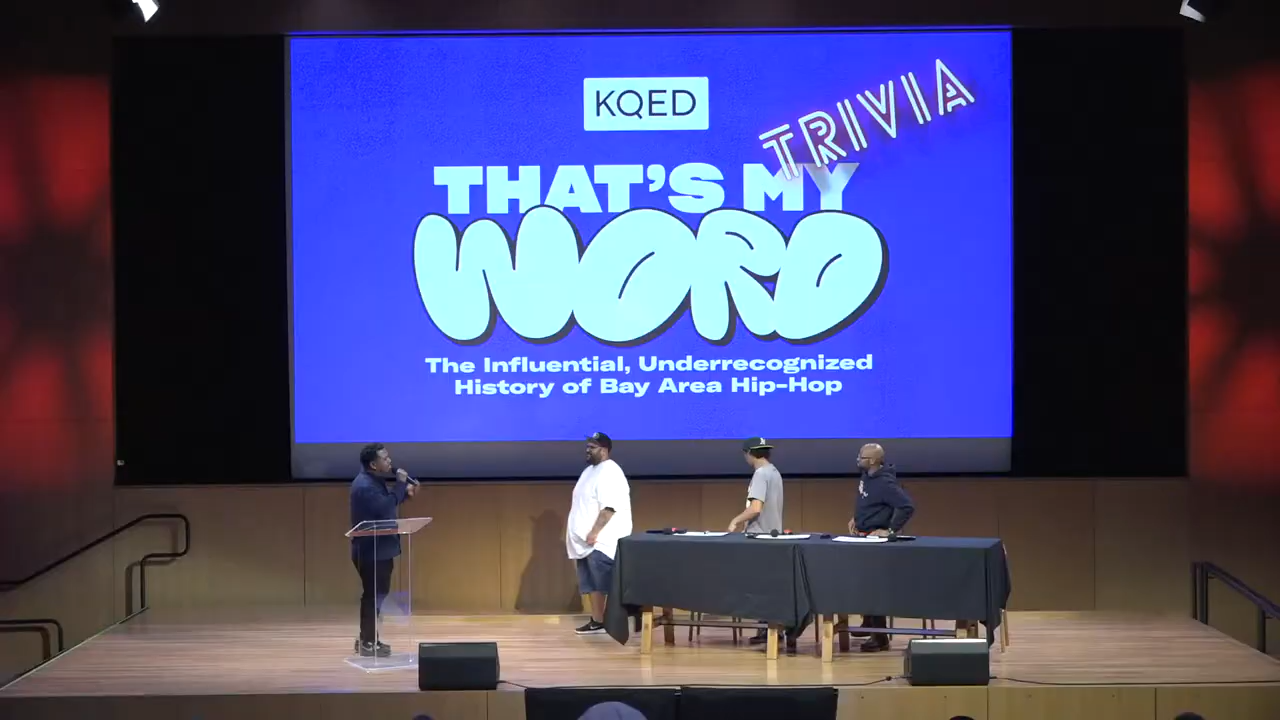 KQED
TRIVIA
THAT'S MY
WORD
The Influential, Underrecognized
History of Bay Area Hip-Hop